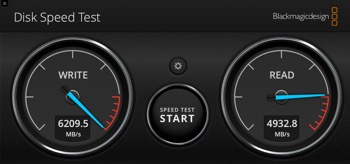 Disk Speed Test
Blackmagicdesign
WRITE
6209.5
MB/s
SPEED TEST
START
READ
4932.8
MB/s